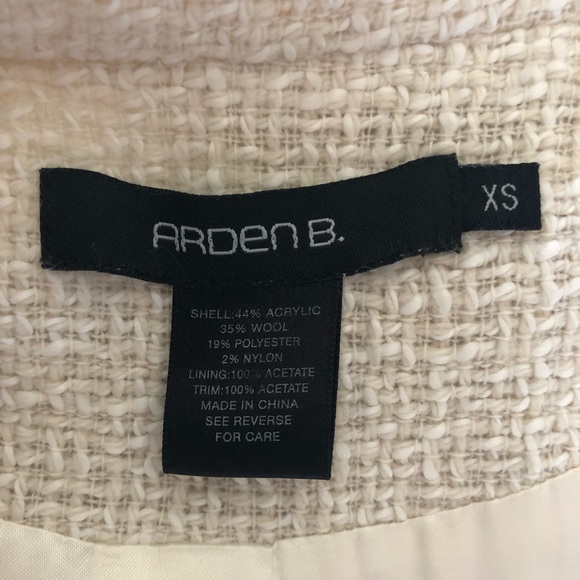 ARDEN B.
XS
SHELL:44% ACRYLIC
35% WOOL
19% POLYESTER
2% NYLON
LINING:100% ACETATE
TRIM:100% ACETATE
MADE IN CHINA
SEE REVERSE
FOR CARE